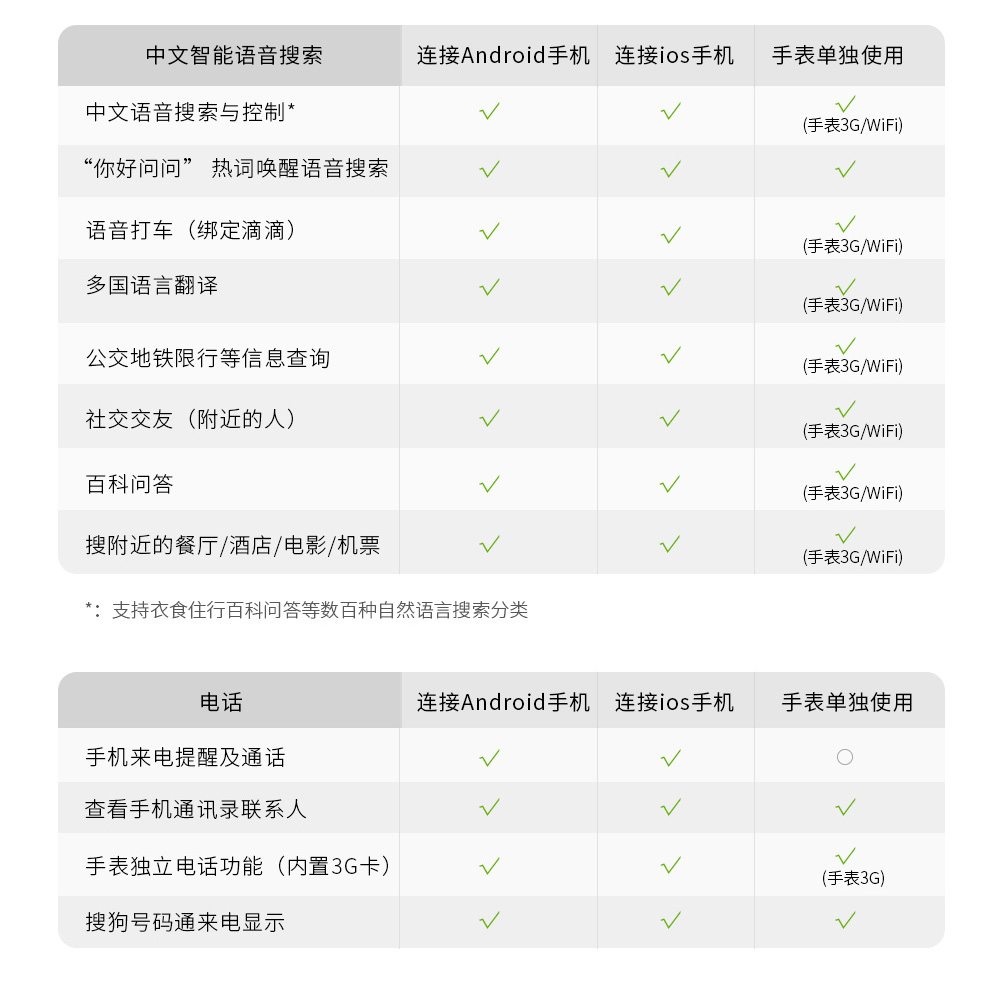 中文智能语音搜索 连接Android手机 连接ios手机 手表单独使用
中文语音搜索与控制* ✓ ✓ ✓
(手表3G/WiFi)
“你好问问” 热词唤醒语音搜索 ✓ ✓ ✓
语音打车（绑定滴滴） ✓ ✓ ✓
(手表3G/WiFi)
多国语言翻译 ✓ ✓ ✓
(手表3G/WiFi)
公交地铁限行等信息查询 ✓ ✓ ✓
(手表3G/WiFi)
社交交友（附近的人） ✓ ✓ ✓
(手表3G/WiFi)
百科问答 ✓ ✓ ✓
(手表3G/WiFi)
搜附近的餐厅/酒店/电影/机票 ✓ ✓ ✓
(手表3G/WiFi)
*：支持衣食住行百科问答等数百种自然语言搜索分类
电话 连接Android手机 连接ios手机 手表单独使用
手机来电提醒及通话 ✓ ✓ ○
查看手机通讯录联系人 ✓ ✓ ✓
手表独立电话功能（内置3G卡） ✓ ✓ ✓
(手表3G)
搜狗号码通来电显示 ✓ ✓ ✓